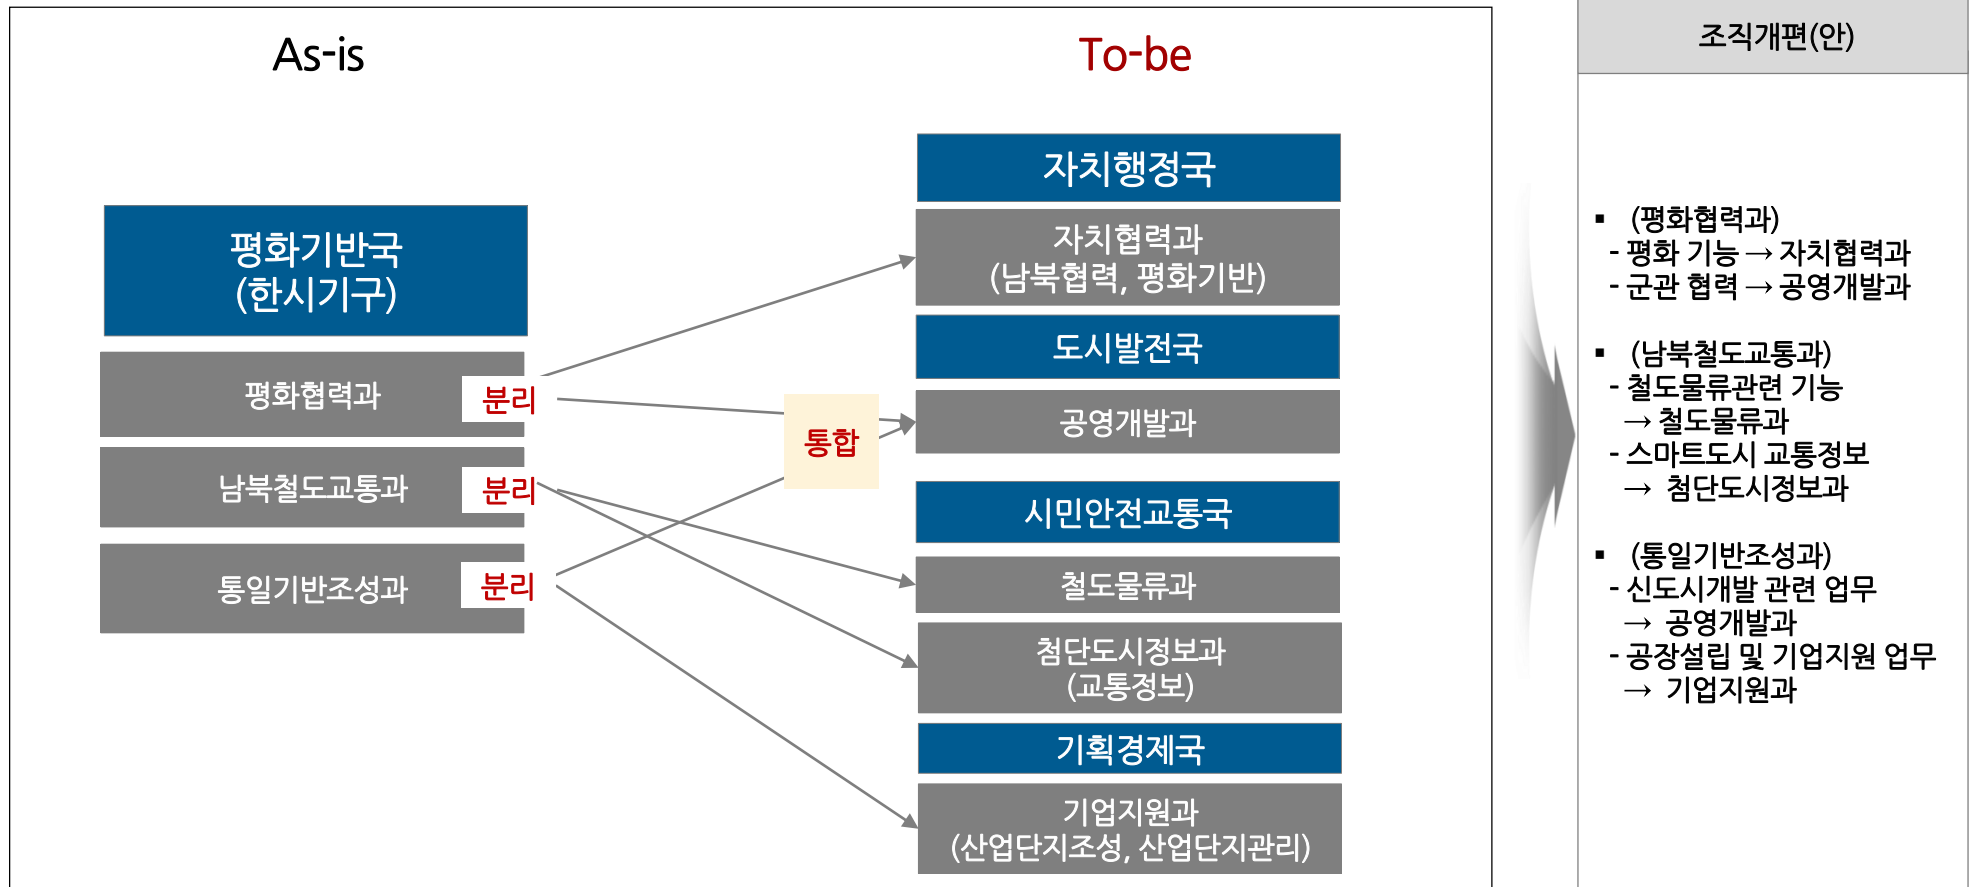 As-is
평화기반국
(한시기구)
평화협력과
분리
남북철도교통과
분리
통일기반조성과
분리
통합
To-be
자치행정국
자치협력과
(남북협력, 평화기반)
도시발전국
공영개발과
시민안전교통국
철도물류과
첨단도시정보과
(교통정보)
기획경제국
기업지원과
(산업단지조성, 산업단지관리)
조직개편(안)
▪ (평화협력과)
- 평화 기능 → 자치협력과
- 군관 협력 → 공영개발과
▪ (남북철도교통과)
- 철도물류관련 기능
→ 철도물류과
- 스마트도시 교통정보
→ 첨단도시정보과
▪ (통일기반조성과)
- 신도시개발 관련 업무
→ 공영개발과
- 공장설립 및 기업지원 업무
→ 기업지원과